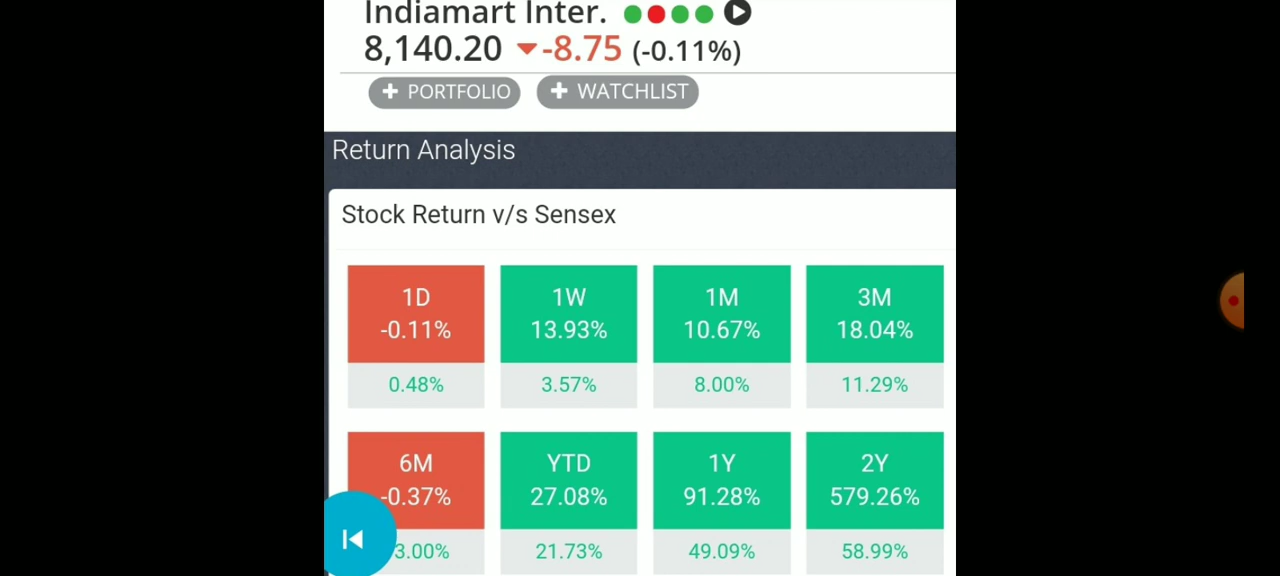 Indiamart Inter.
8,140.20 -8.75 (-0.11%)
+ PORTFOLIO + WATCHLIST
Return Analysis
Stock Return v/s Sensex
1D 1W 1M 3M
-0.11% 13.93% 10.67% 18.04%
0.48% 3.57% 8.00% 11.29%
6M YTD 1Y 2Y
-0.37% 27.08% 91.28% 579.26%
21.73% 49.09% 58.99%